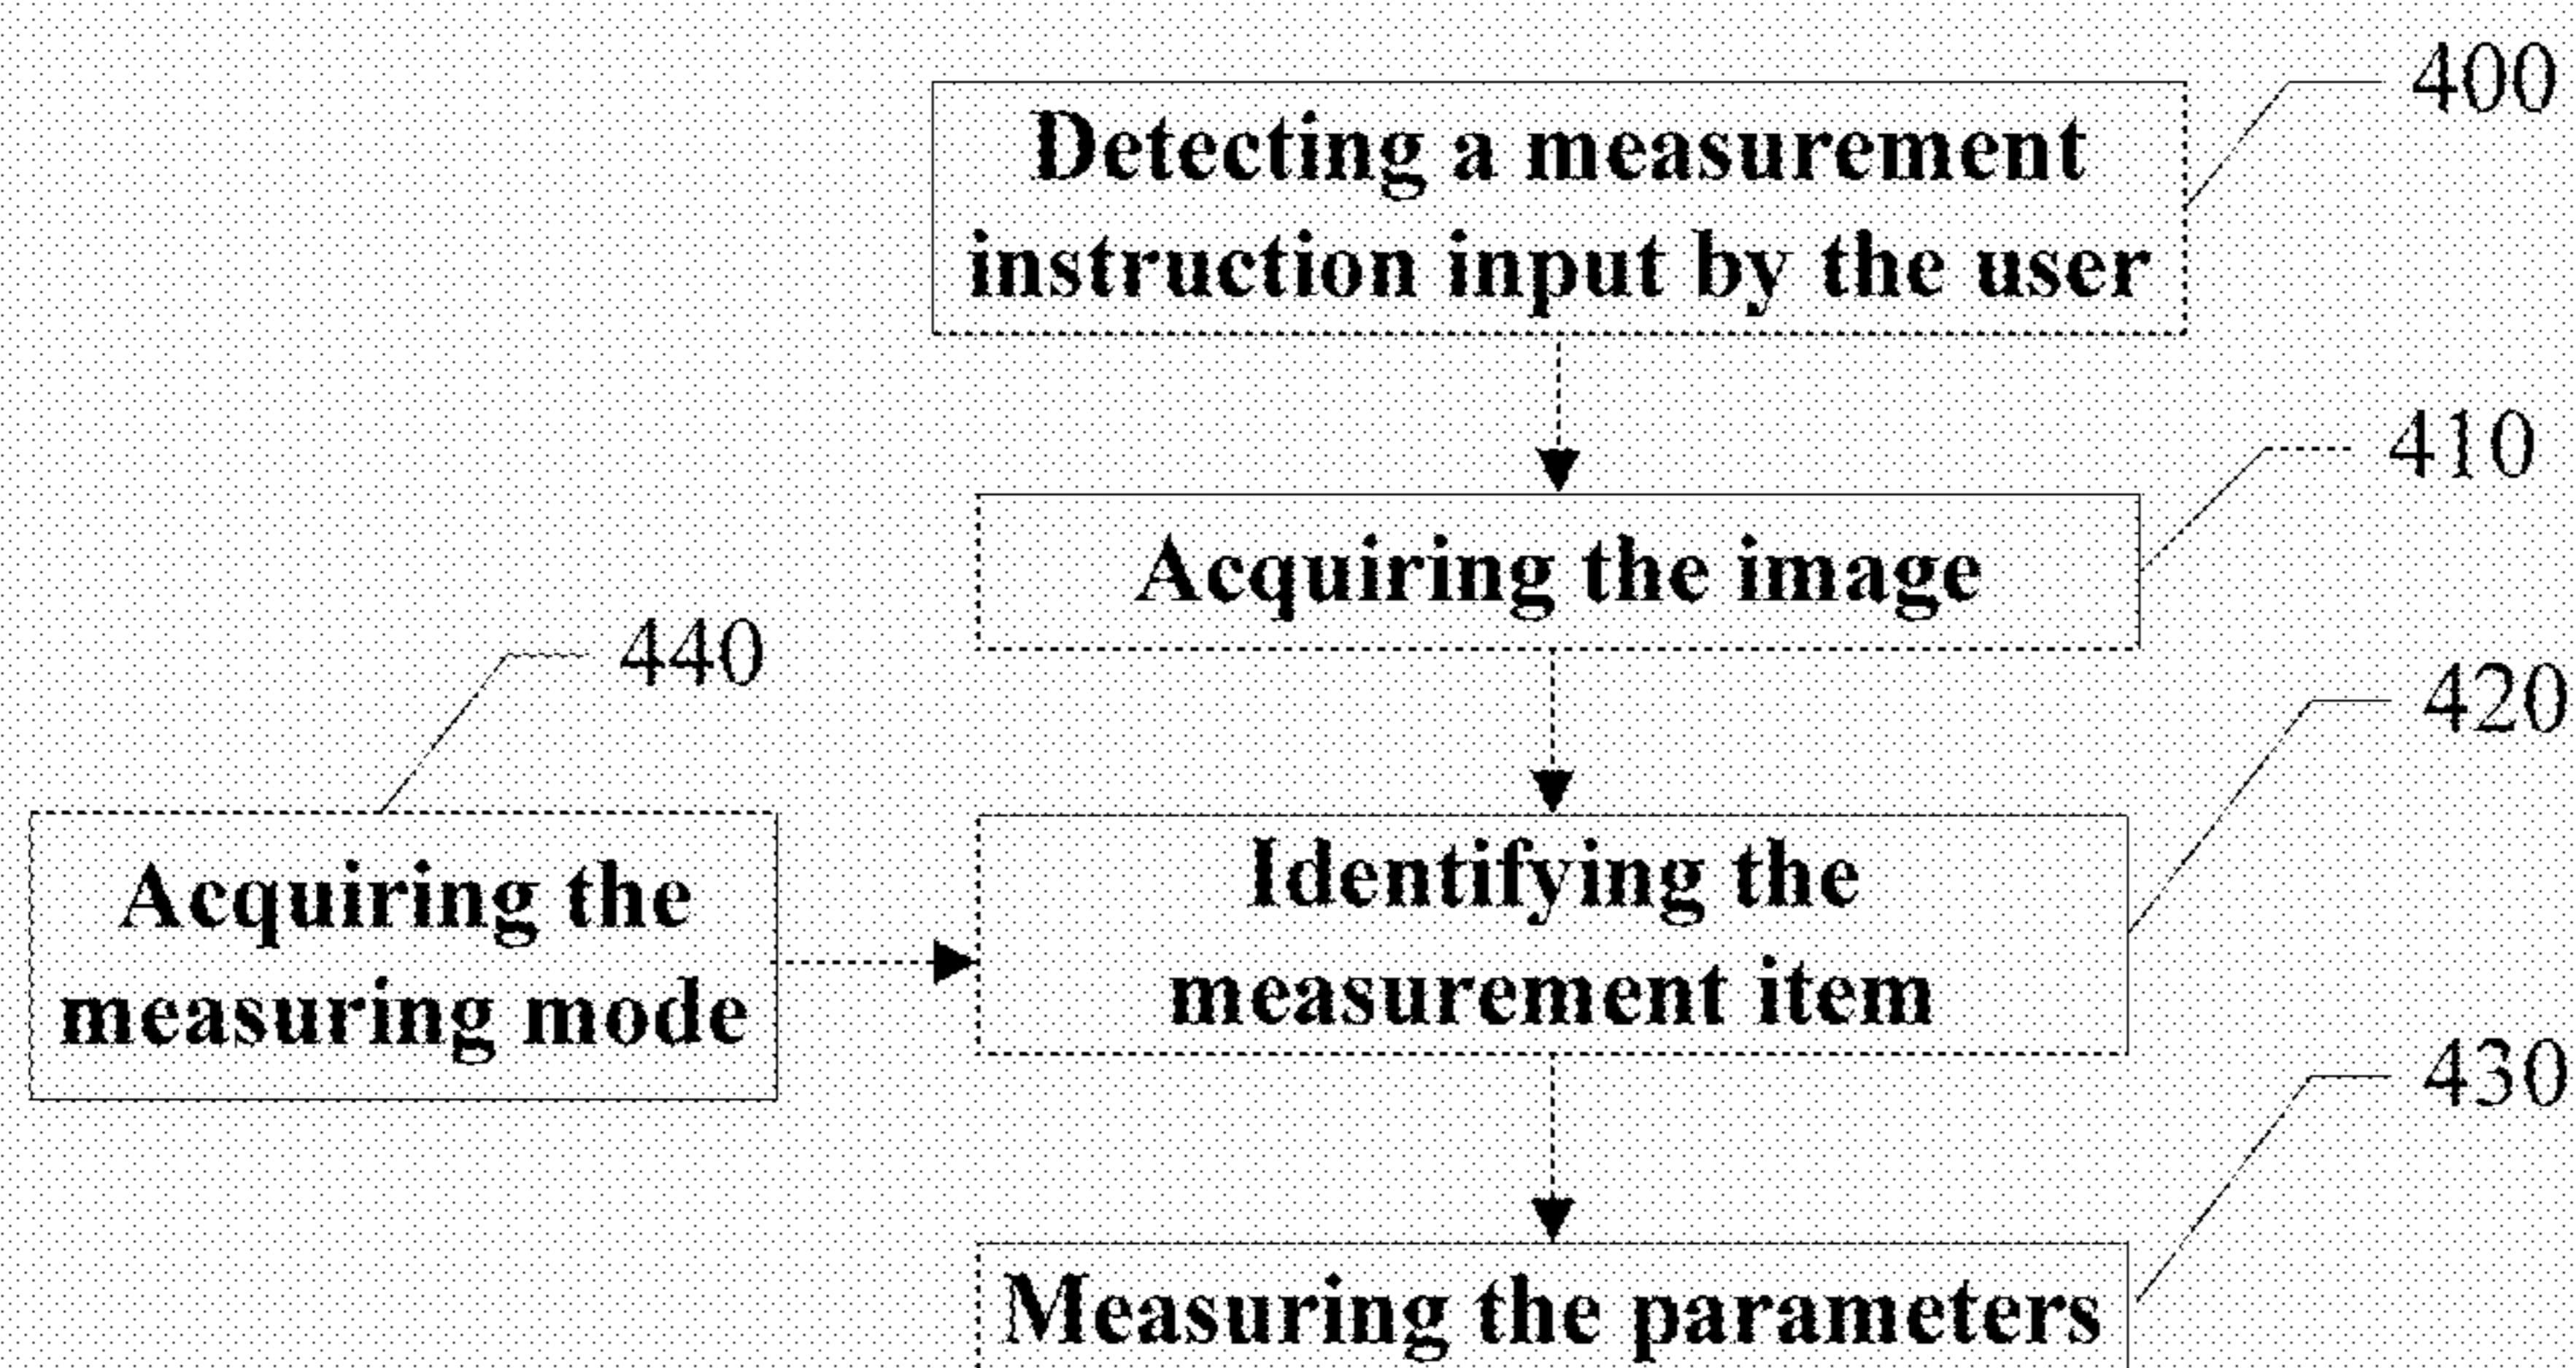 400
Detecting a measurement
instruction input by the user
410
Acquiring the image
440
420
Acquiring the
measuring mode
Identifying the
measurement item
430
Measuring the parameters